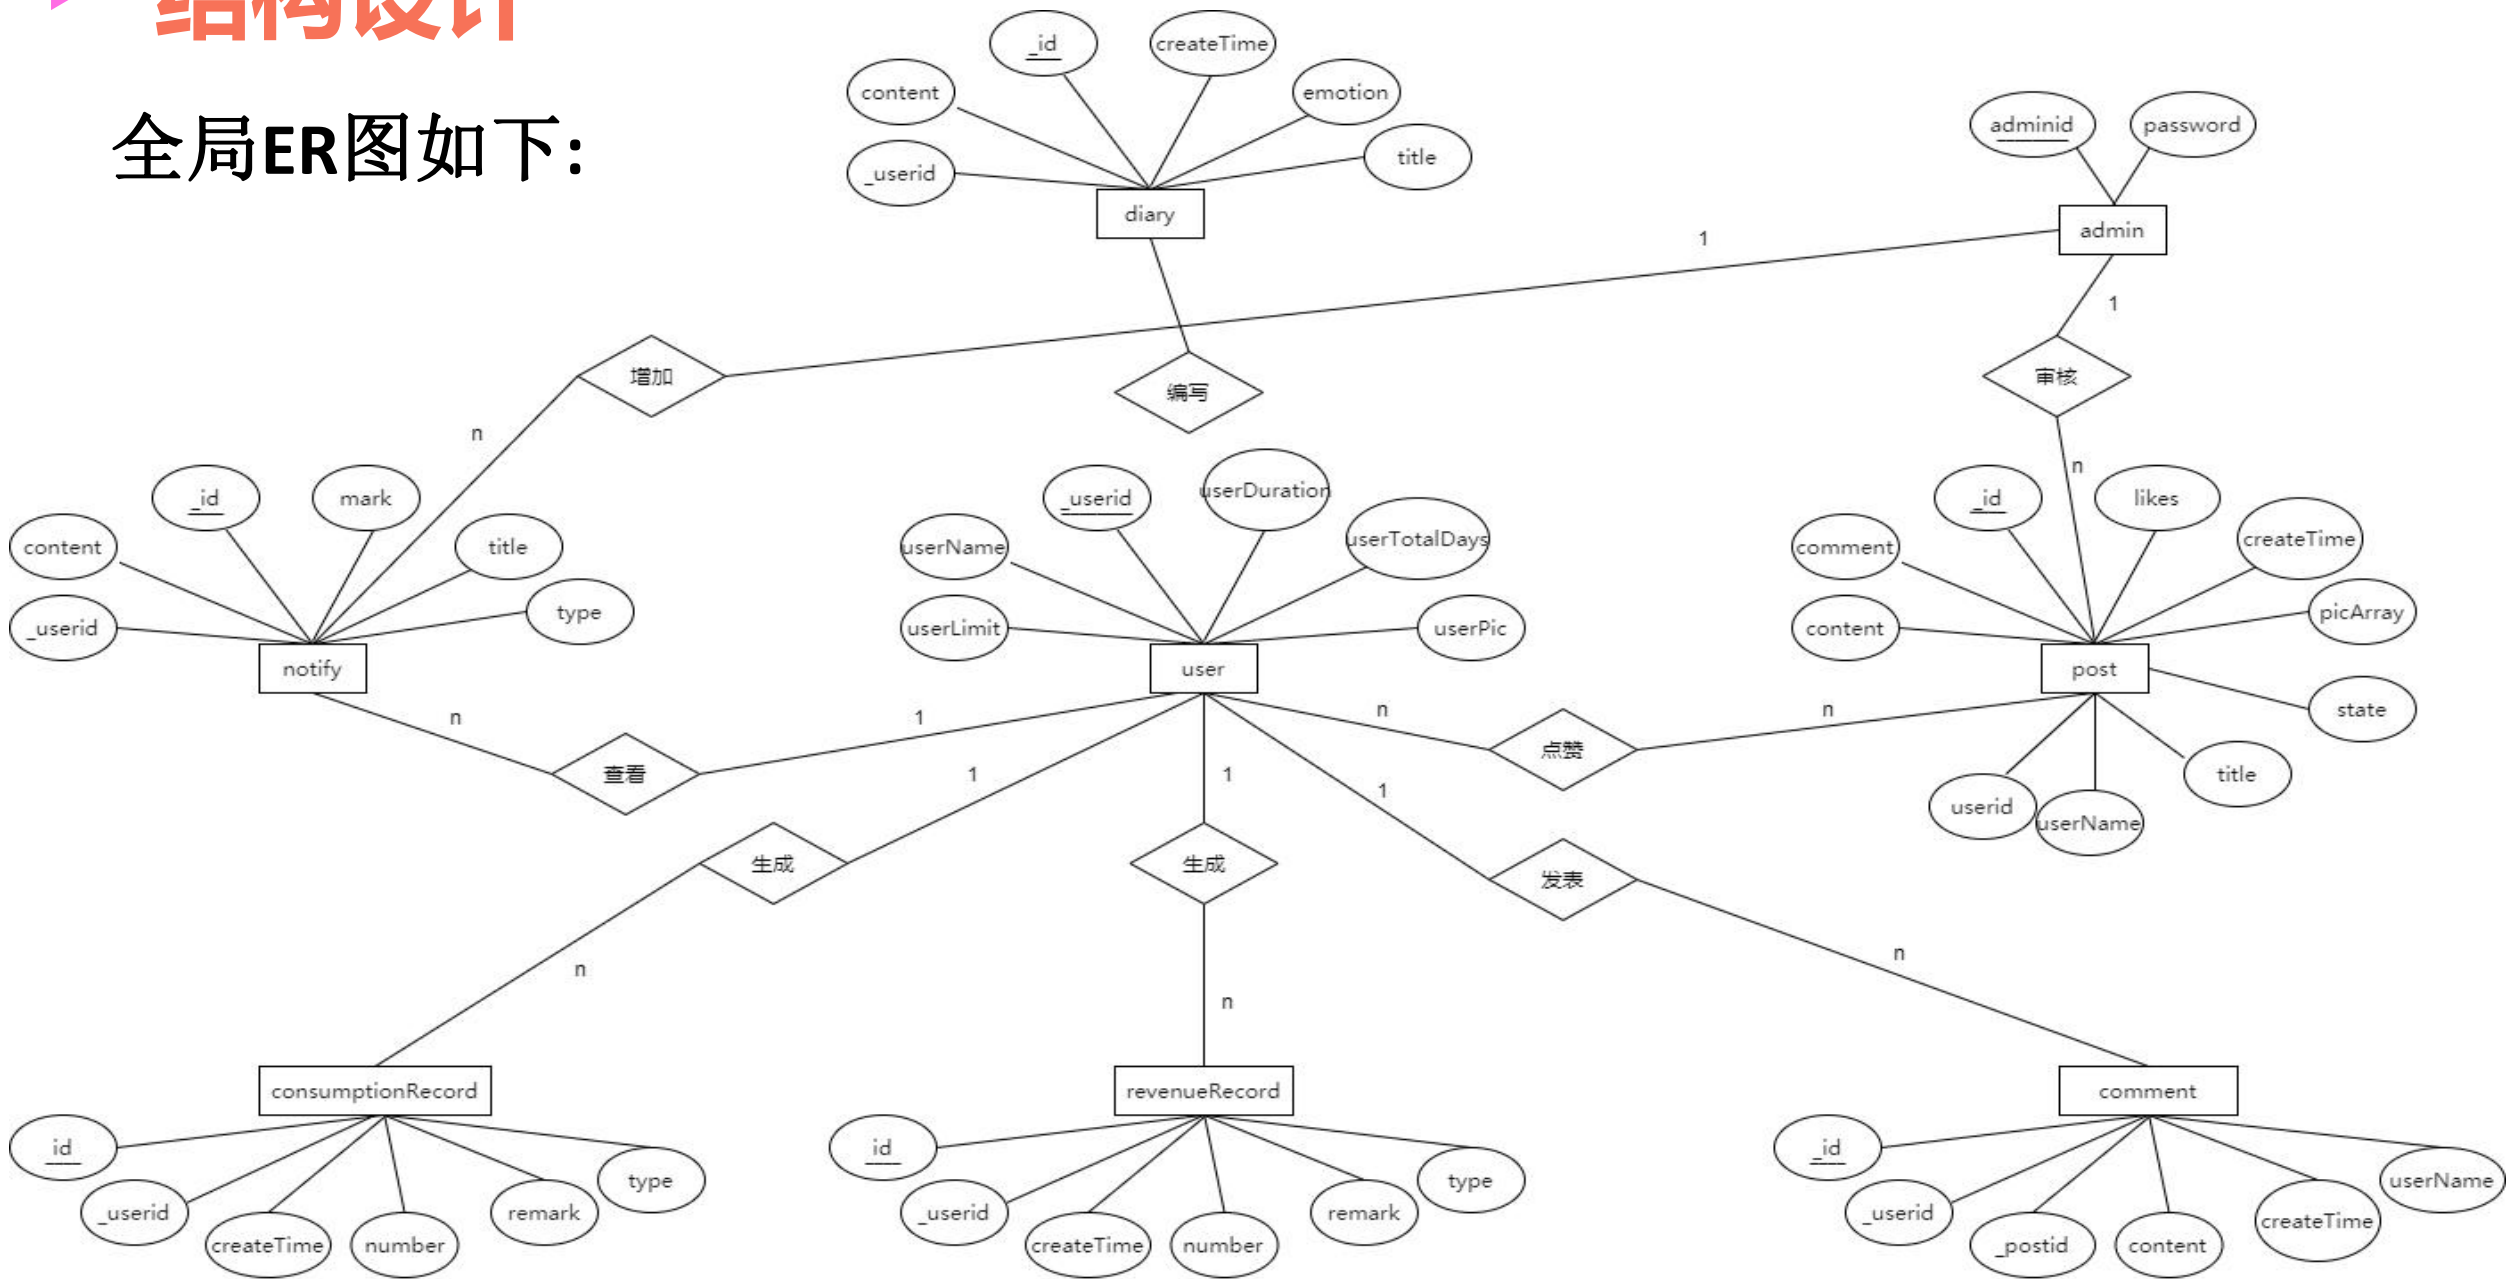 结构设计
全局ER图如下:
_id
createTime
content
emotion
_userid
title
diary
adminid
password
admin
1
1
增加
编写
审核
n
n
_id
mark
content
title
_userid
type
notify
_userid
userDuration
userName
userTotalDays
userLimit
userPic
user
_id
likes
comment
createTime
content
picArray
post
state
title
userid
userName
n
1
n
n
查看
点赞
1
1
1
生成
生成
发表
n
n
n
consumptionRecord
revenueRecord
comment
id
_userid
createTime
number
remark
type
id
_userid
createTime
number
remark
type
_id
_userid
_postid
content
createTime
userName